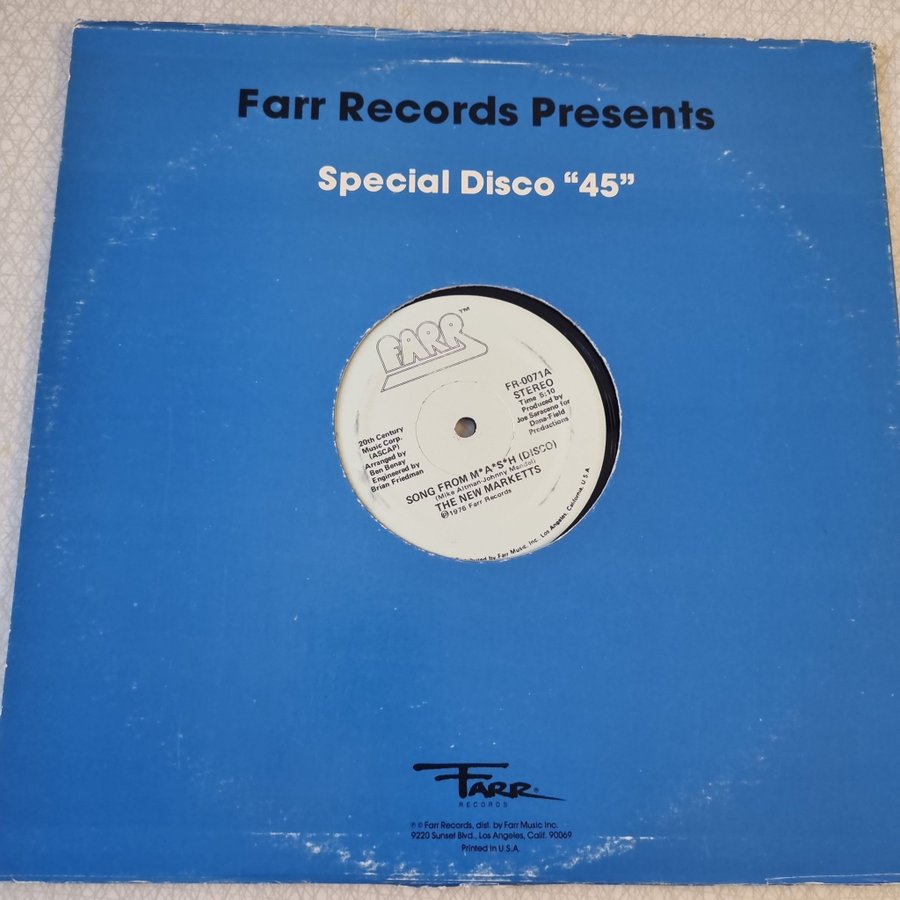 Farr Records Presents
Special Disco “45”
FARR™
FR-0071A
STEREO
Time 5:10
Produced by
Joe Saraceno for
Dana-Field
Productions
20th Century
Music Corp.
(ASCAP)
Arranged by
Ben Benay
Engineered by
Brian Friedman
SONG FROM M*A*S*H (DISCO)
(Mike Altman-Johnny Mandel)
THE NEW MARKETTS
℗1976 Farr Records
by Farr Music, Inc. Los Angeles, California, U.S.A
FARR®
RECORDS
℗ © Farr Records, dist. by Farr Music Inc.
9220 Sunset Blvd., Los Angeles, Calif. 90069
Printed in U.S.A.